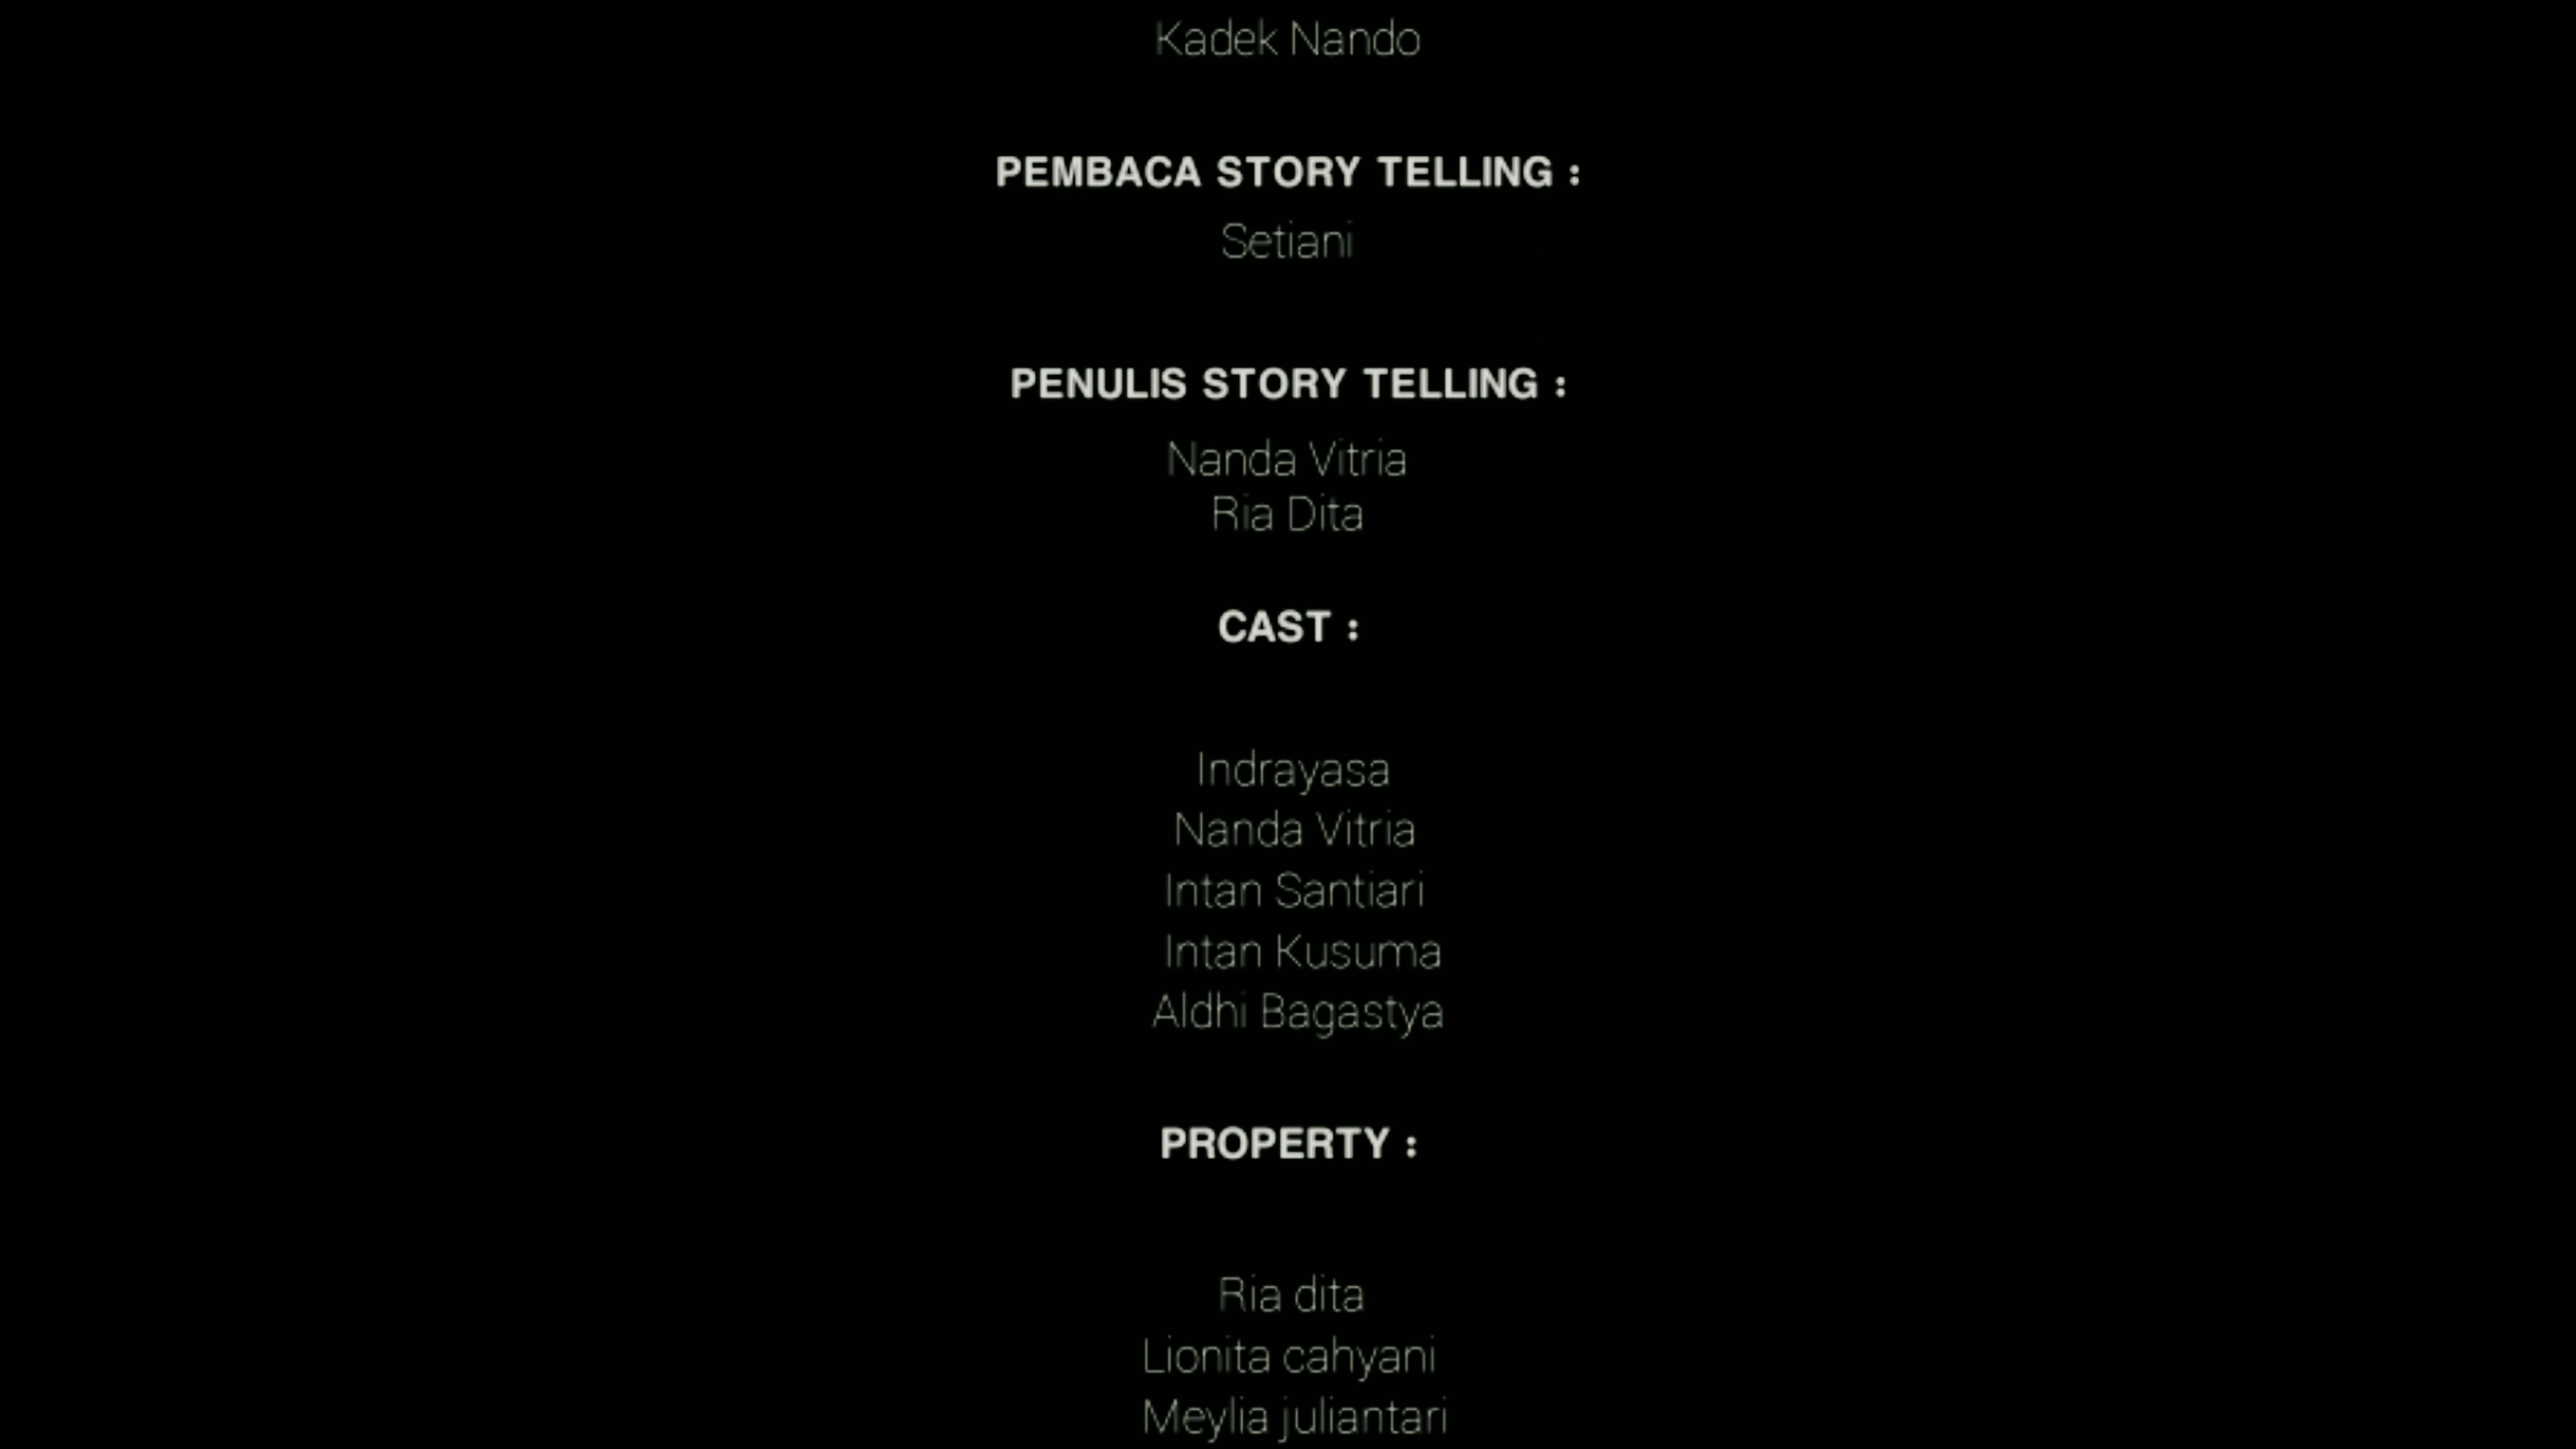 Kadek Nando
PEMBACA STORY TELLING :
Setiani
PENULIS STORY TELLING :
Nanda Vitria
Ria Dita
CAST :
Indrayasa
Nanda Vitria
Intan Santiari
Intan Kusuma
Aldhi Bagastya
PROPERTY :
Ria dita
Lionita cahyani
Meylia juliantari